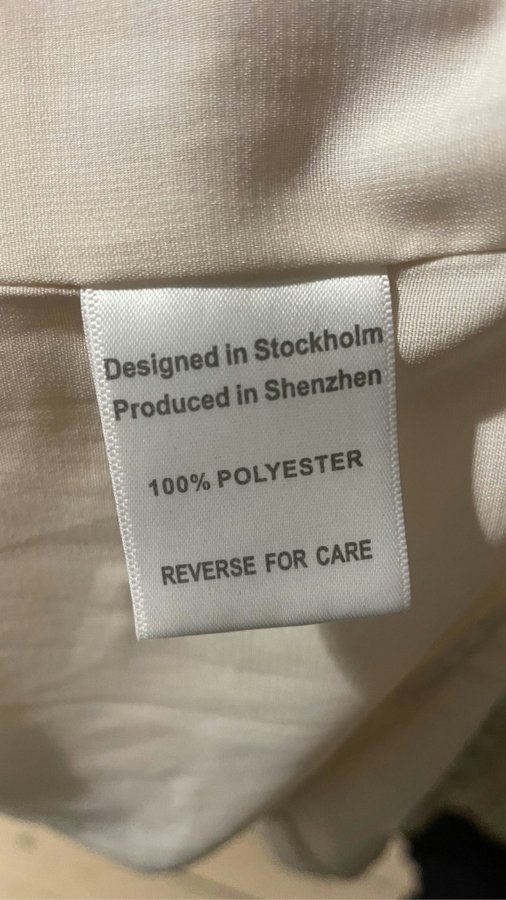 Designed in Stockholm
Produced in Shenzhen
100% POLYESTER
REVERSE FOR CARE